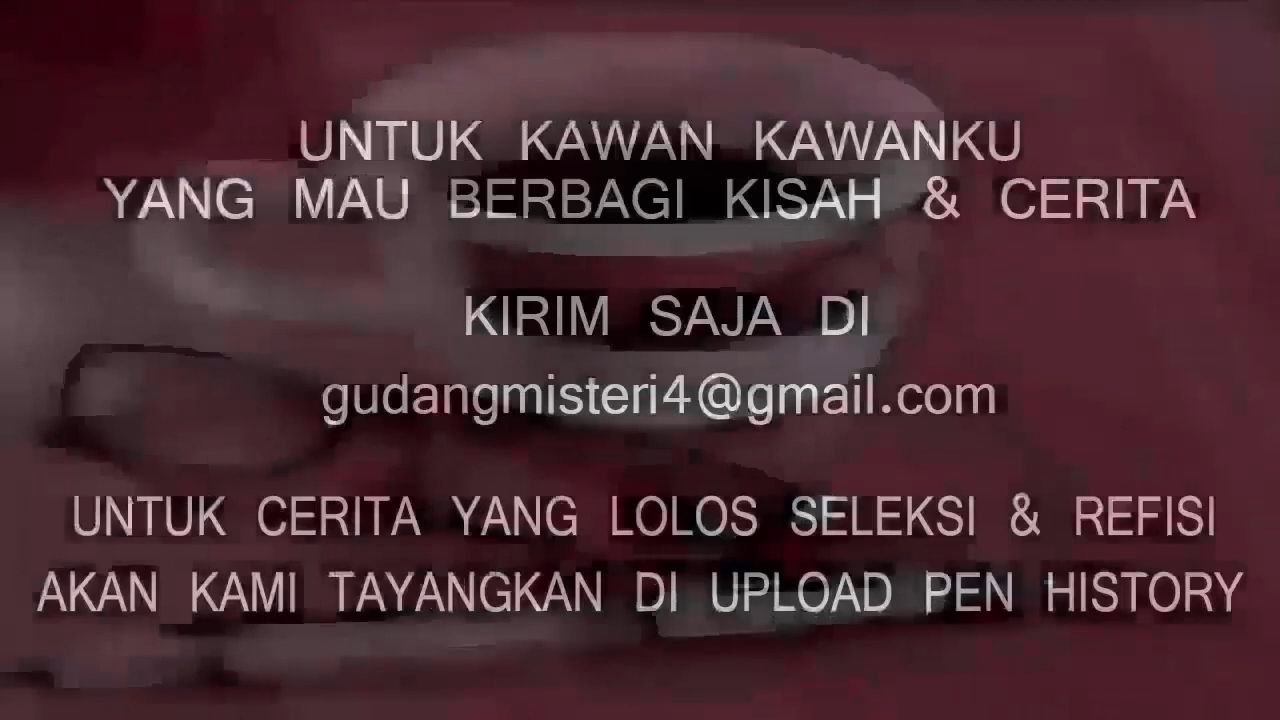 UNTUK KAWAN KAWANKU
YANG MAU BERBAGI KISAH & CERITA
KIRIM SAJA DI
gudangmisteri4@gmail.com
UNTUK CERITA YANG LOLOS SELEKSI & REFISI
AKAN KAMI TAYANGKAN DI UPLOAD PEN HISTORY